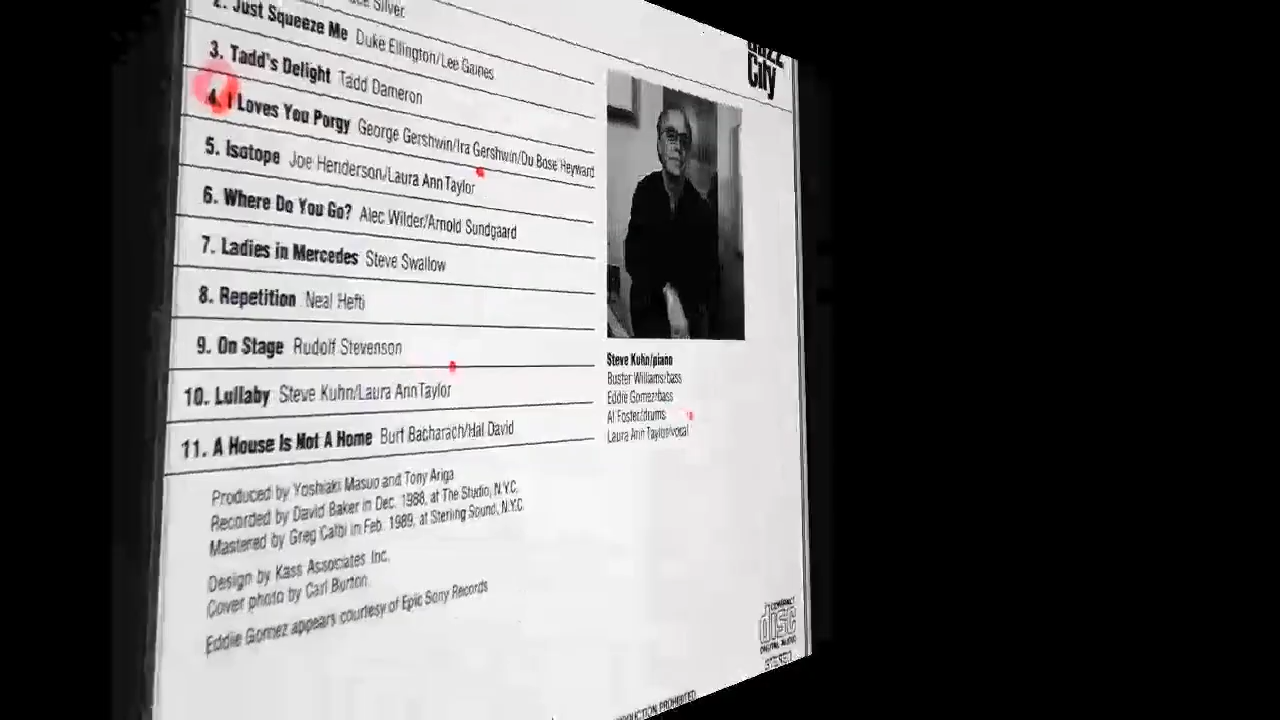 Silver
2. Just Squeeze Me Duke Ellington/Lee Gaines
3. Tadd's Delight Tadd Dameron
4. I Loves You Porgy George Gershwin/Ira Gershwin/Du Bose Heyward
5. Isotope Joe Henderson/Laura Ann Taylor
6. Where Do You Go? Alec Wilder/Arnold Sundgaard
7. Ladies in Mercedes Steve Swallow
8. Repetition Neal Hefti
9. On Stage Rudolf Stevenson
10. Lullaby Steve Kuhn/Laura Ann Taylor
11. A House Is Not A Home Burt Bacharach/Hal David
Produced by Yoshiaki Masuo and Tony Ariga
Recorded by David Baker in Dec. 1988, at The Studio, N.Y.C.
Mastered by Greg Calbi in Feb. 1989, at Sterling Sound, N.Y.C.
Design by Kass Associates Inc.
Cover photo by Carl Burton.
Eddie Gomez appears courtesy of Epic Sony Records
Jazz
City
Steve Kuhn/piano
Buster Williams/bass
Eddie Gomez/bass
Al Foster/drums
Laura Ann Taylor/vocal
COMPACT
disc
DIGITAL AUDIO
STEREO
PROHIBITED